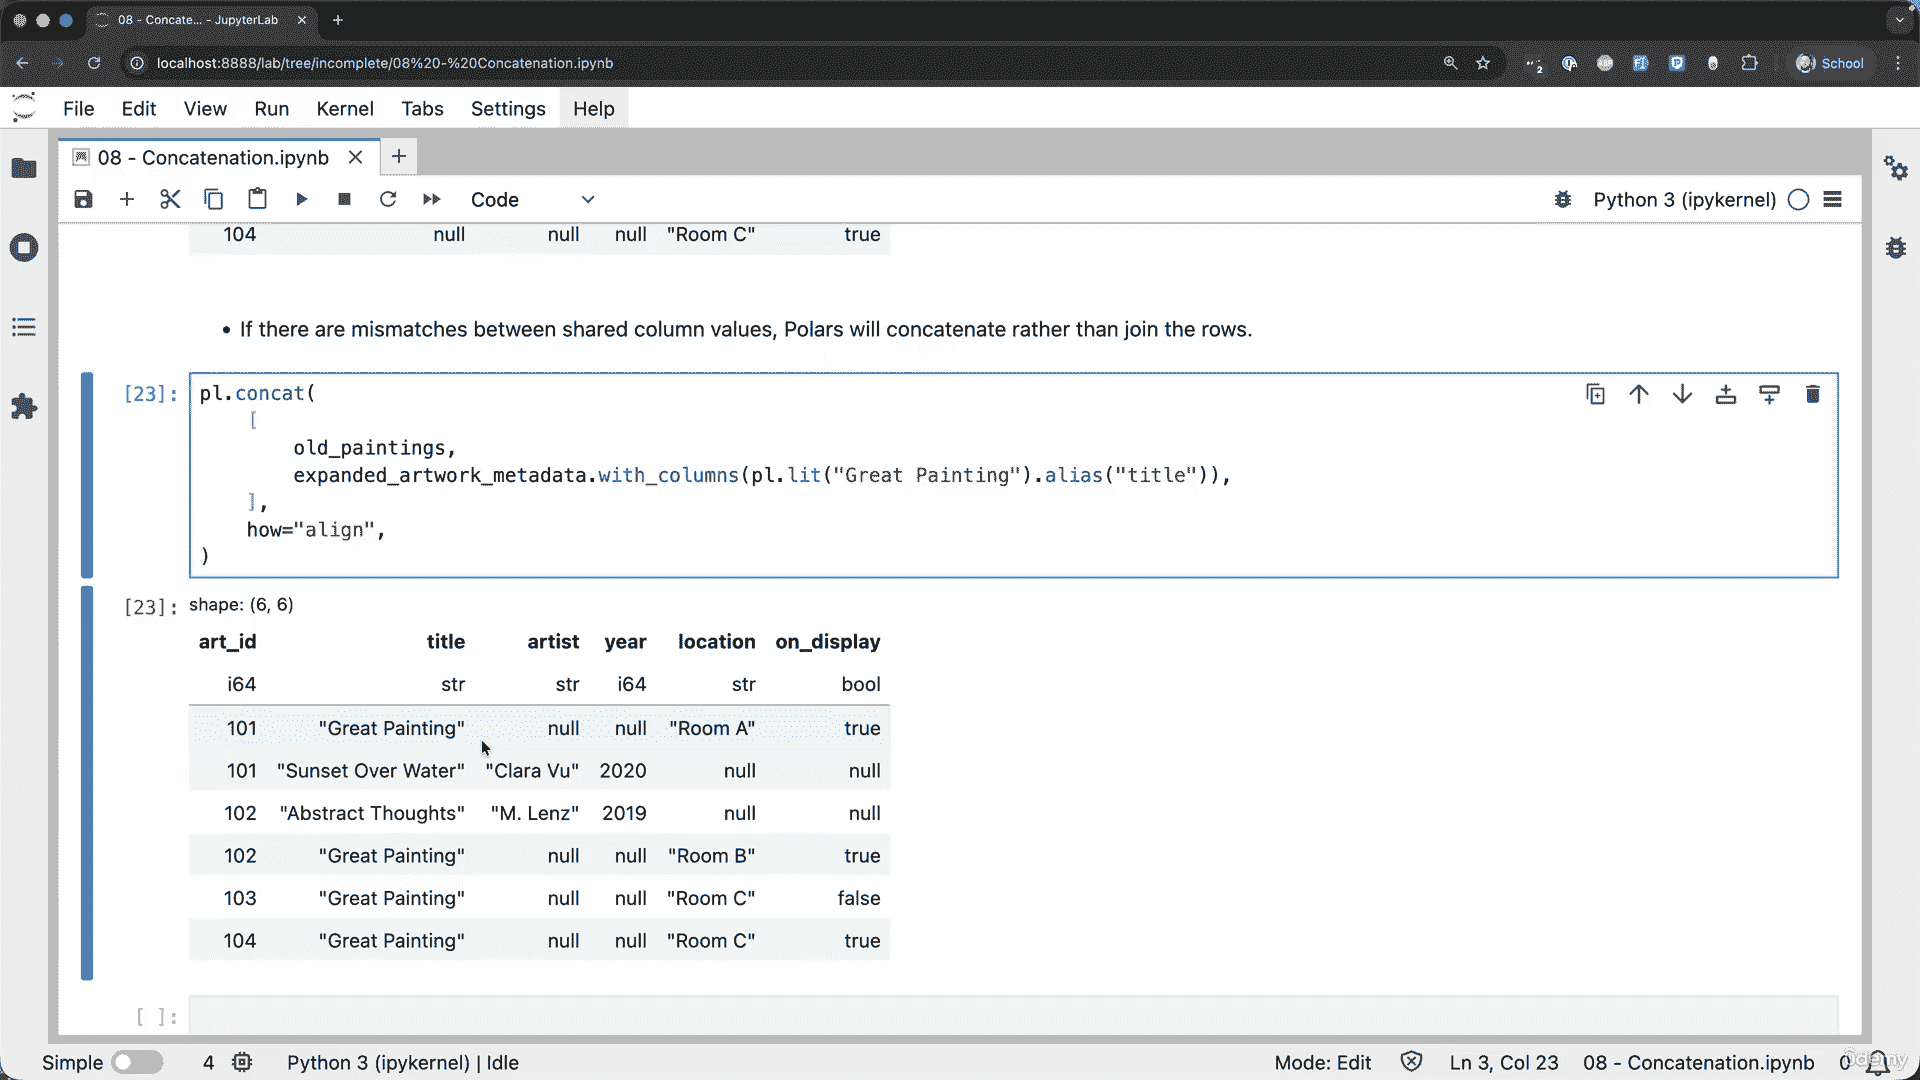 08 - Concate... - JupyterLab
localhost:8888/lab/tree/incomplete/08%20-%20Concatenation.ipynb
2
School
File Edit View Run Kernel Tabs Settings Help
08 - Concatenation.ipynb
Code
Python 3 (ipykernel)
104 null null null "Room C" true
• If there are mismatches between shared column values, Polars will concatenate rather than join the rows.
[23]: pl.concat(
[
old_paintings,
expanded_artwork_metadata.with_columns(pl.lit("Great Painting").alias("title")),
],
how="align",
)
[23]: shape: (6, 6)
art_id title artist year location on_display
i64 str str i64 str bool
101 "Great Painting" null null "Room A" true
101 "Sunset Over Water" "Clara Vu" 2020 null null
102 "Abstract Thoughts" "M. Lenz" 2019 null null
102 "Great Painting" null null "Room B" true
103 "Great Painting" null null "Room C" false
104 "Great Painting" null null "Room C" true
[ ]:
Simple 4 Python 3 (ipykernel) | Idle Mode: Edit Ln 3, Col 23 08 - Concatenation.ipynb 0
udemy